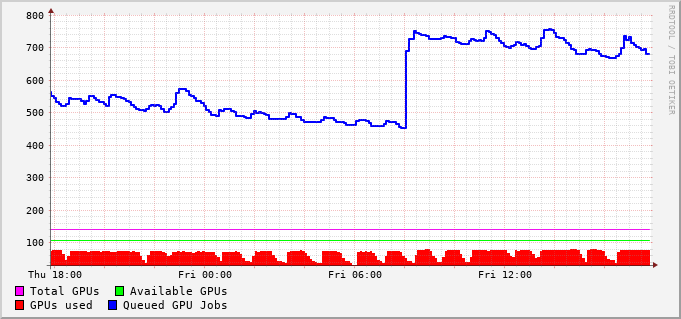 800
700
600
500
400
300
200
100
Thu 18:00 Fri 00:00 Fri 06:00 Fri 12:00
Total GPUs Available GPUs
GPUs used Queued GPU Jobs
RRDTOOL / TOBI OETIKER